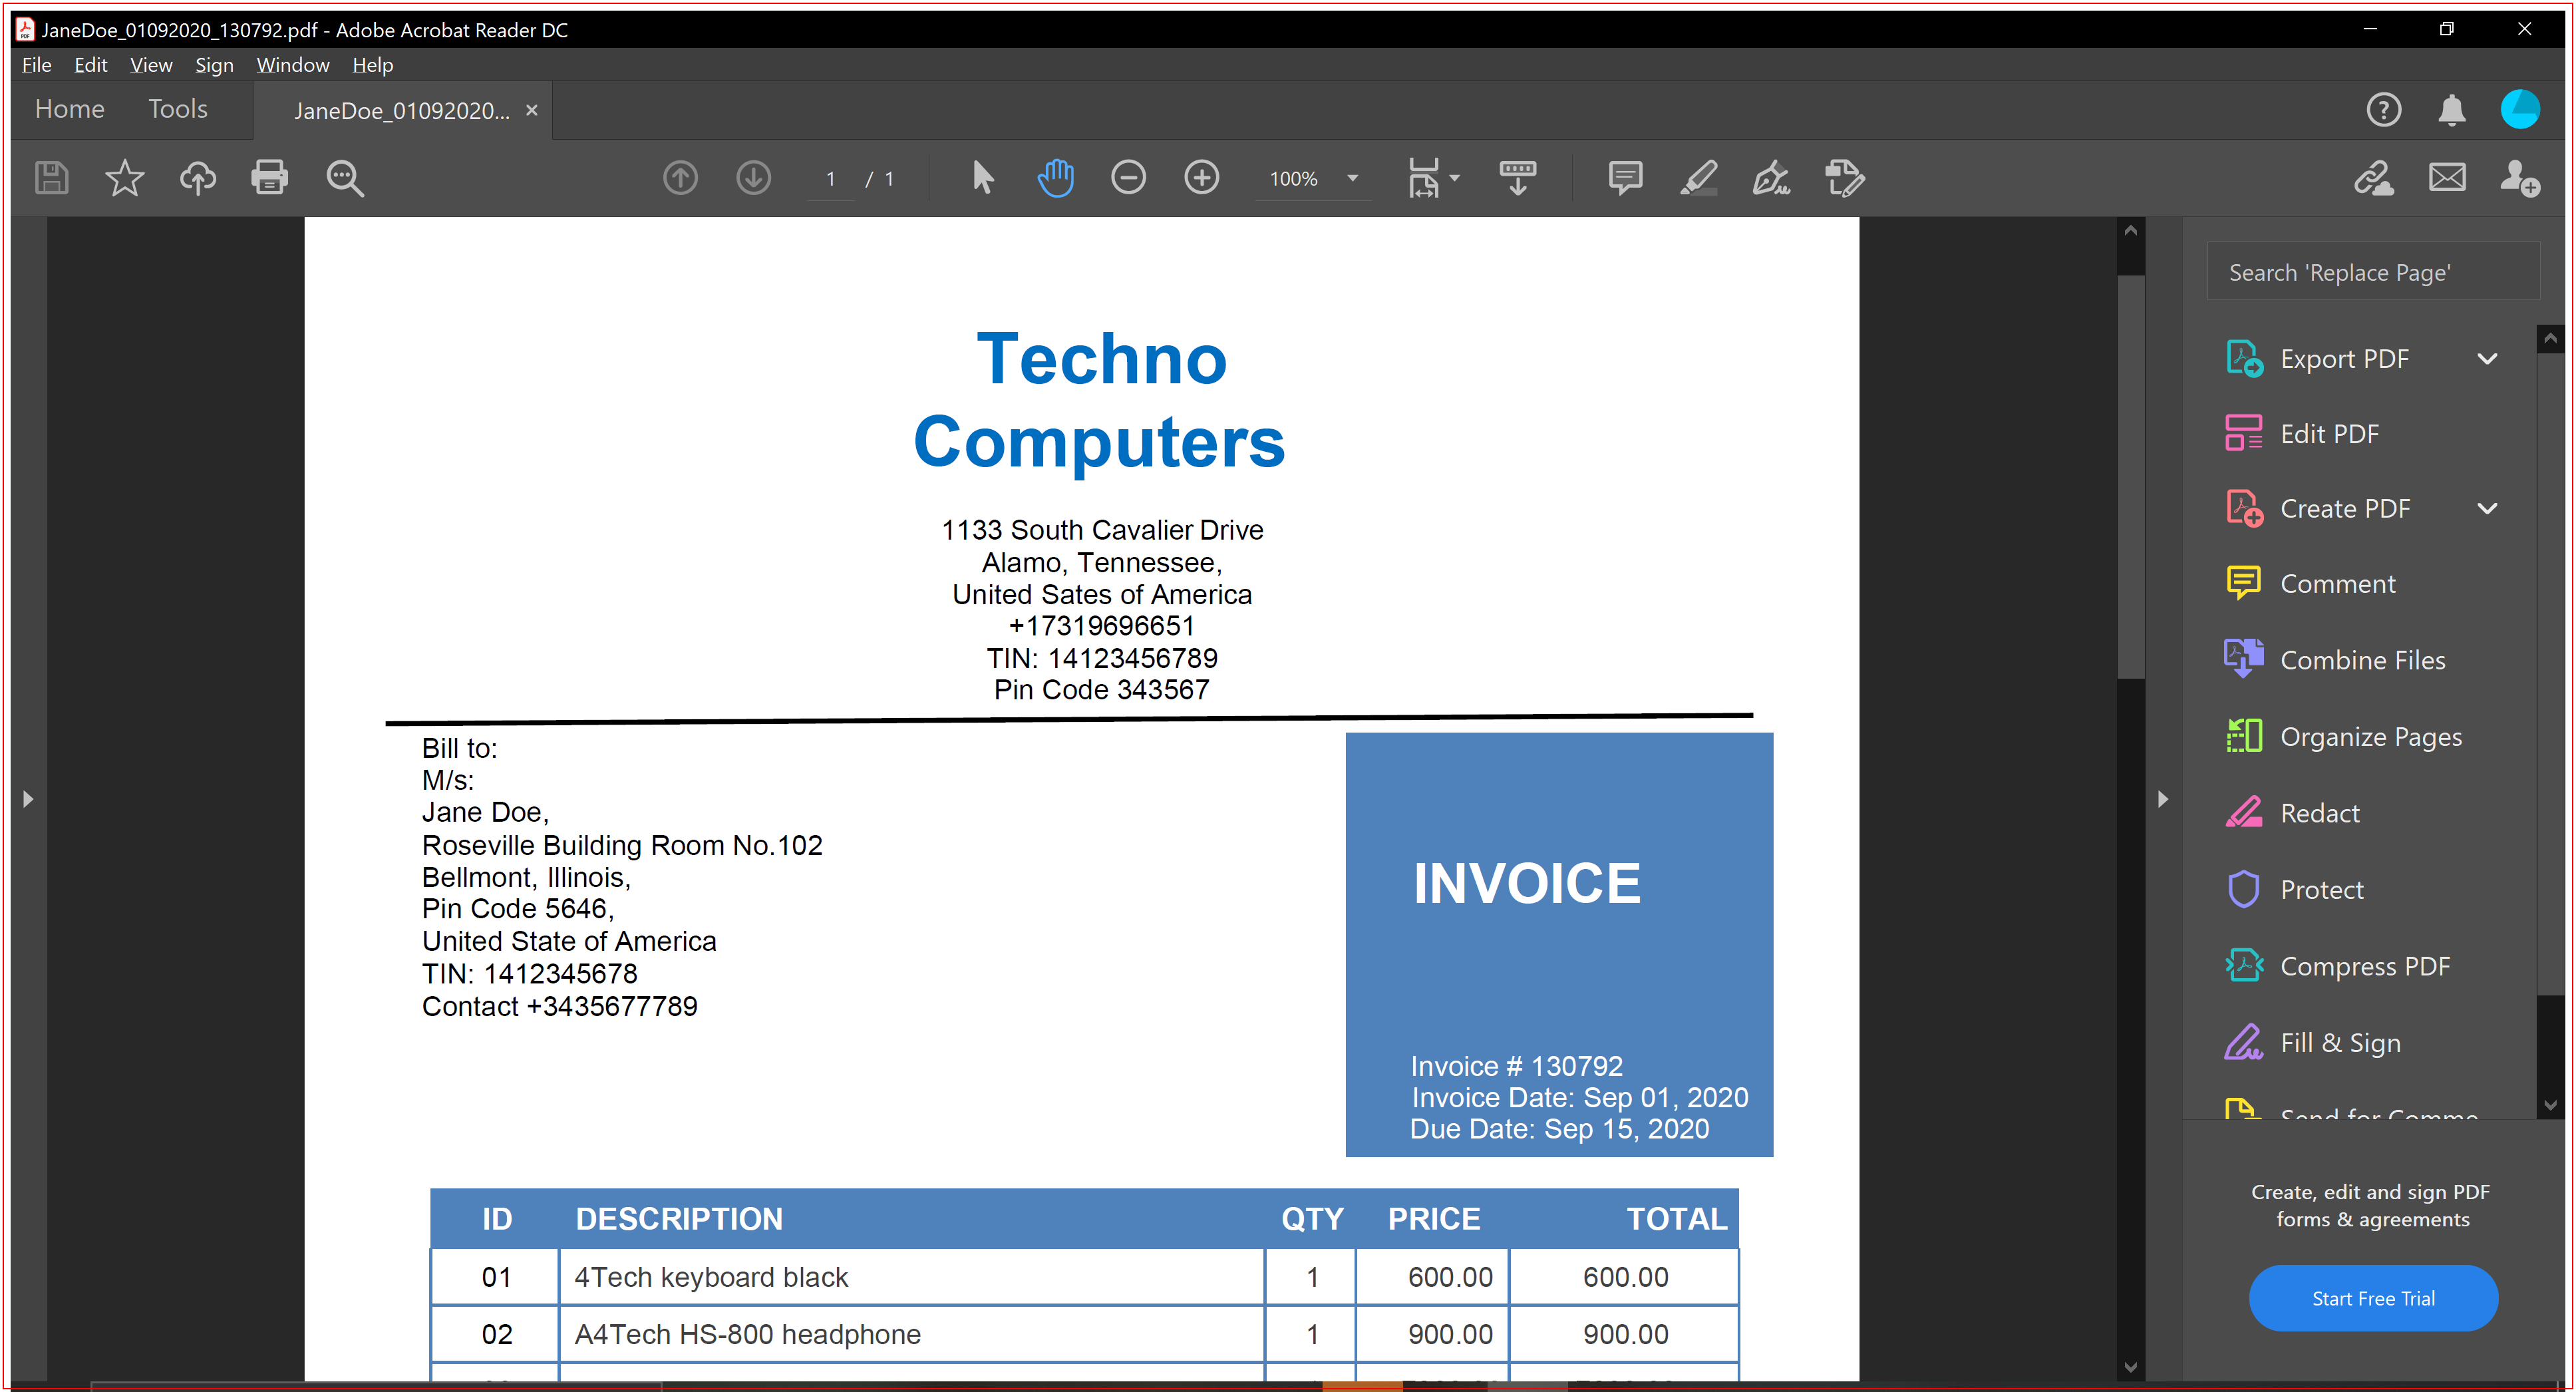 JaneDoe_01092020_130792.pdf - Adobe Acrobat Reader DC
File Edit View Sign Window Help
Home Tools JaneDoe_01092020... ×
1 / 1 100%
Techno
Computers
1133 South Cavalier Drive
Alamo, Tennessee,
United Sates of America
+17319696651
TIN: 14123456789
Pin Code 343567
Bill to:
M/s:
Jane Doe,
Roseville Building Room No.102
Bellmont, Illinois,
Pin Code 5646,
United State of America
TIN: 1412345678
Contact +3435677789
INVOICE
Invoice # 130792
Invoice Date: Sep 01, 2020
Due Date: Sep 15, 2020
ID DESCRIPTION QTY PRICE TOTAL
01 4Tech keyboard black 1 600.00 600.00
02 A4Tech HS-800 headphone 1 900.00 900.00
Search 'Replace Page'
Export PDF
Edit PDF
Create PDF
Comment
Combine Files
Organize Pages
Redact
Protect
Compress PDF
Fill & Sign
Send for Comme
Create, edit and sign PDF
forms & agreements
Start Free Trial